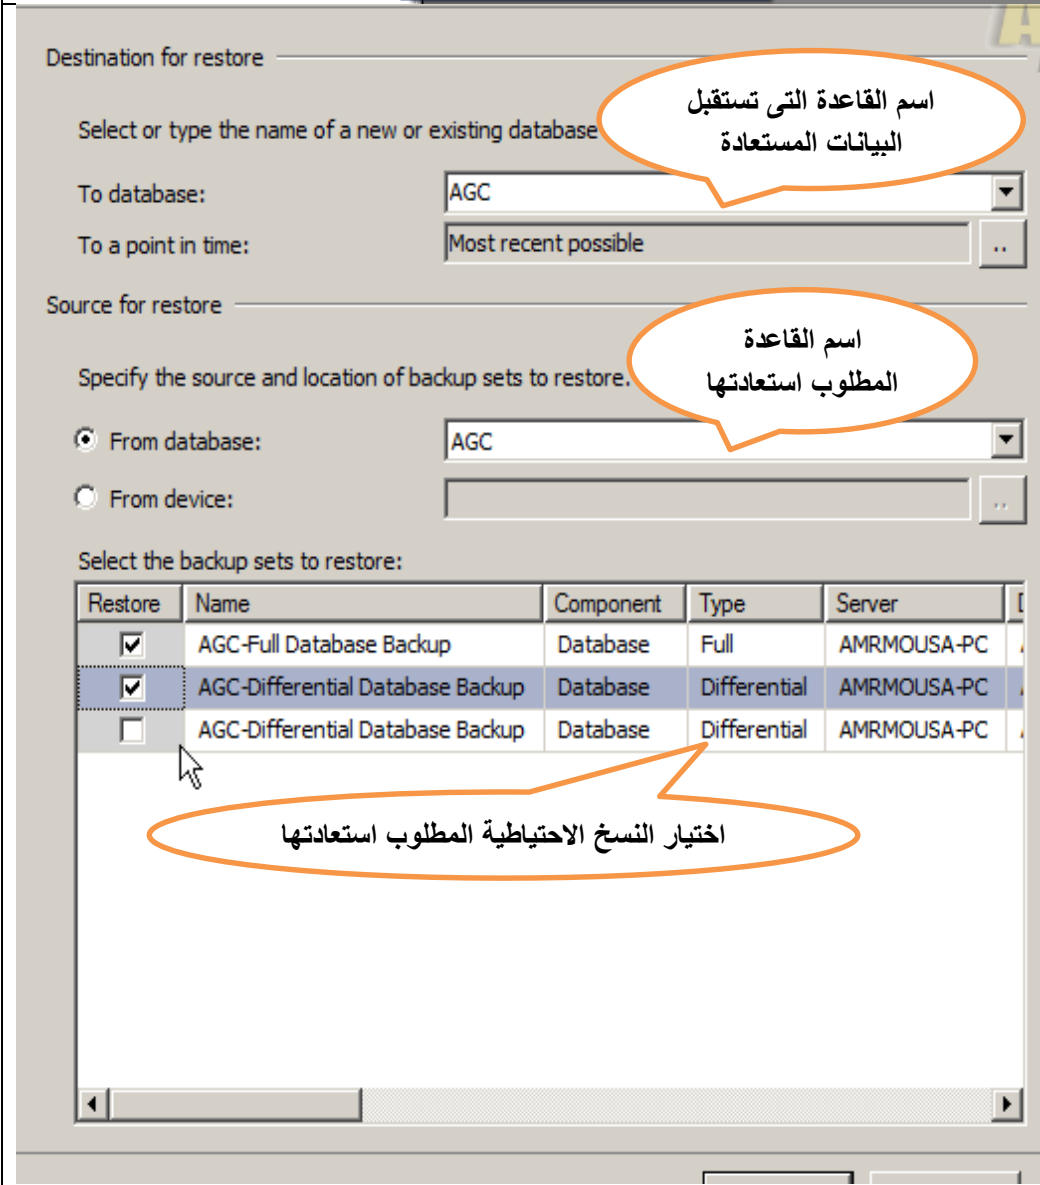 Destination for restore
اسم القاعدة التى تستقبل
البيانات المستعادة
Select or type the name of a new or existing database
To database:
AGC
To a point in time:
Most recent possible
..
Source for restore
اسم القاعدة
المطلوب استعادتها
Specify the source and location of backup sets to restore.
From database:
AGC
From device:
..
Select the backup sets to restore:
Restore Name Component Type Server
AGC-Full Database Backup Database Full AMRMOUSA-PC
AGC-Differential Database Backup Database Differential AMRMOUSA-PC
AGC-Differential Database Backup Database Differential AMRMOUSA-PC
اختيار النسخ الاحتياطية المطلوب استعادتها